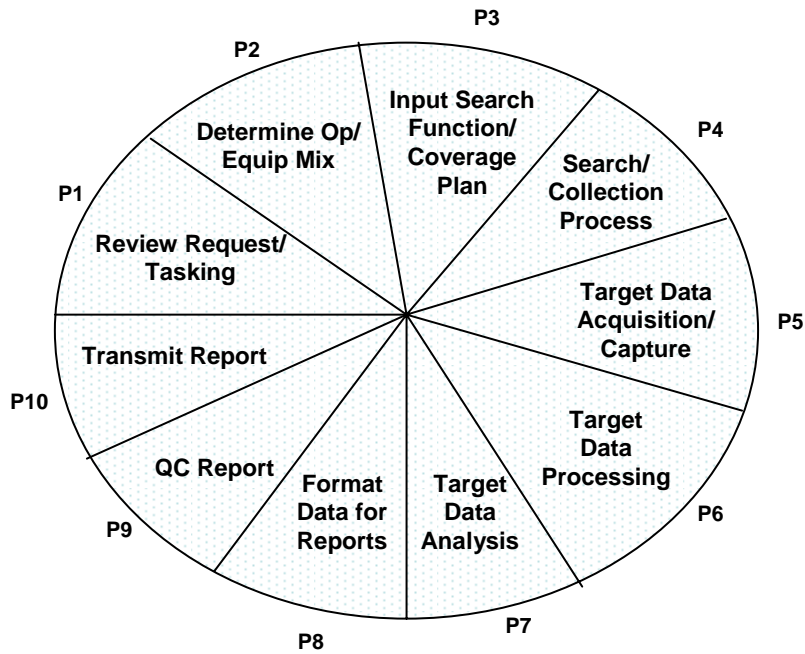 P1
Review Request/
Tasking
P2
Determine Op/
Equip Mix
P3
Input Search
Function/
Coverage
Plan
P4
Search/
Collection
Process
P5
Target Data
Acquisition/
Capture
P6
Target
Data
Processing
P7
Target
Data
Analysis
P8
Format
Data for
Reports
P9
QC Report
P10
Transmit Report